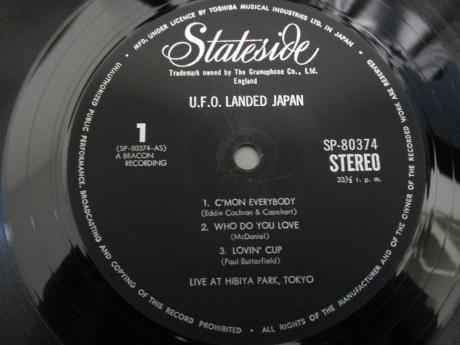 MFD. UNDER LICENCE BY TOSHIBA MUSICAL INDUSTRIES LTD. IN JAPAN •
ALL RIGHTS OF THE MANUFACTURER AND OF THE OWNER OF THE RECORDED WORK ARE RESERVED
UNAUTHORIZED PUBLIC PERFORMANCE, BROADCASTING AND COPYING OF THIS RECORD PROHIBITED •
Stateside
Trademark owned by The Gramophone Co., Ltd.
England
U.F.O. LANDED JAPAN
1
(SP-80374-AS)
A BEACON
RECORDING
SP-80374
STEREO
33⅓ r. p. m.
1. C'MON EVERYBODY
(Eddie Cochran & Capehart)
2. WHO DO YOU LOVE
(McDaniel)
3. LOVIN' CUP
(Paul Butterfield)
LIVE AT HIBIYA PARK, TOKYO